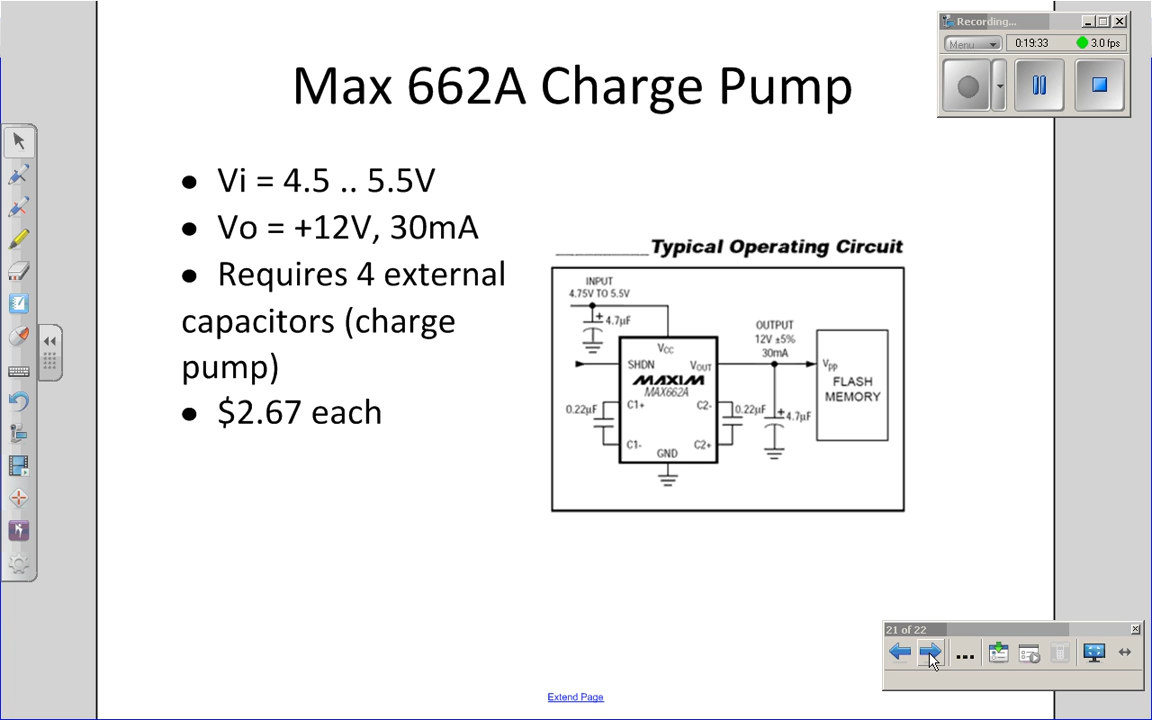 Recording...
Menu
0:19:33
3.0 fps
Max 662A Charge Pump
● Vi = 4.5 .. 5.5V
● Vo = +12V, 30mA
● Requires 4 external
capacitors (charge
pump)
● $2.67 each
Typical Operating Circuit
INPUT
4.75V TO 5.5V
4.7µF
VCC
SHDN
VOUT
MAXIM
MAX662A
C1+
C2-
0.22µF
0.22µF
C1-
C2+
GND
OUTPUT
12V ±5%
30mA
4.7µF
Vpp
FLASH
MEMORY
21 of 22
Extend Page